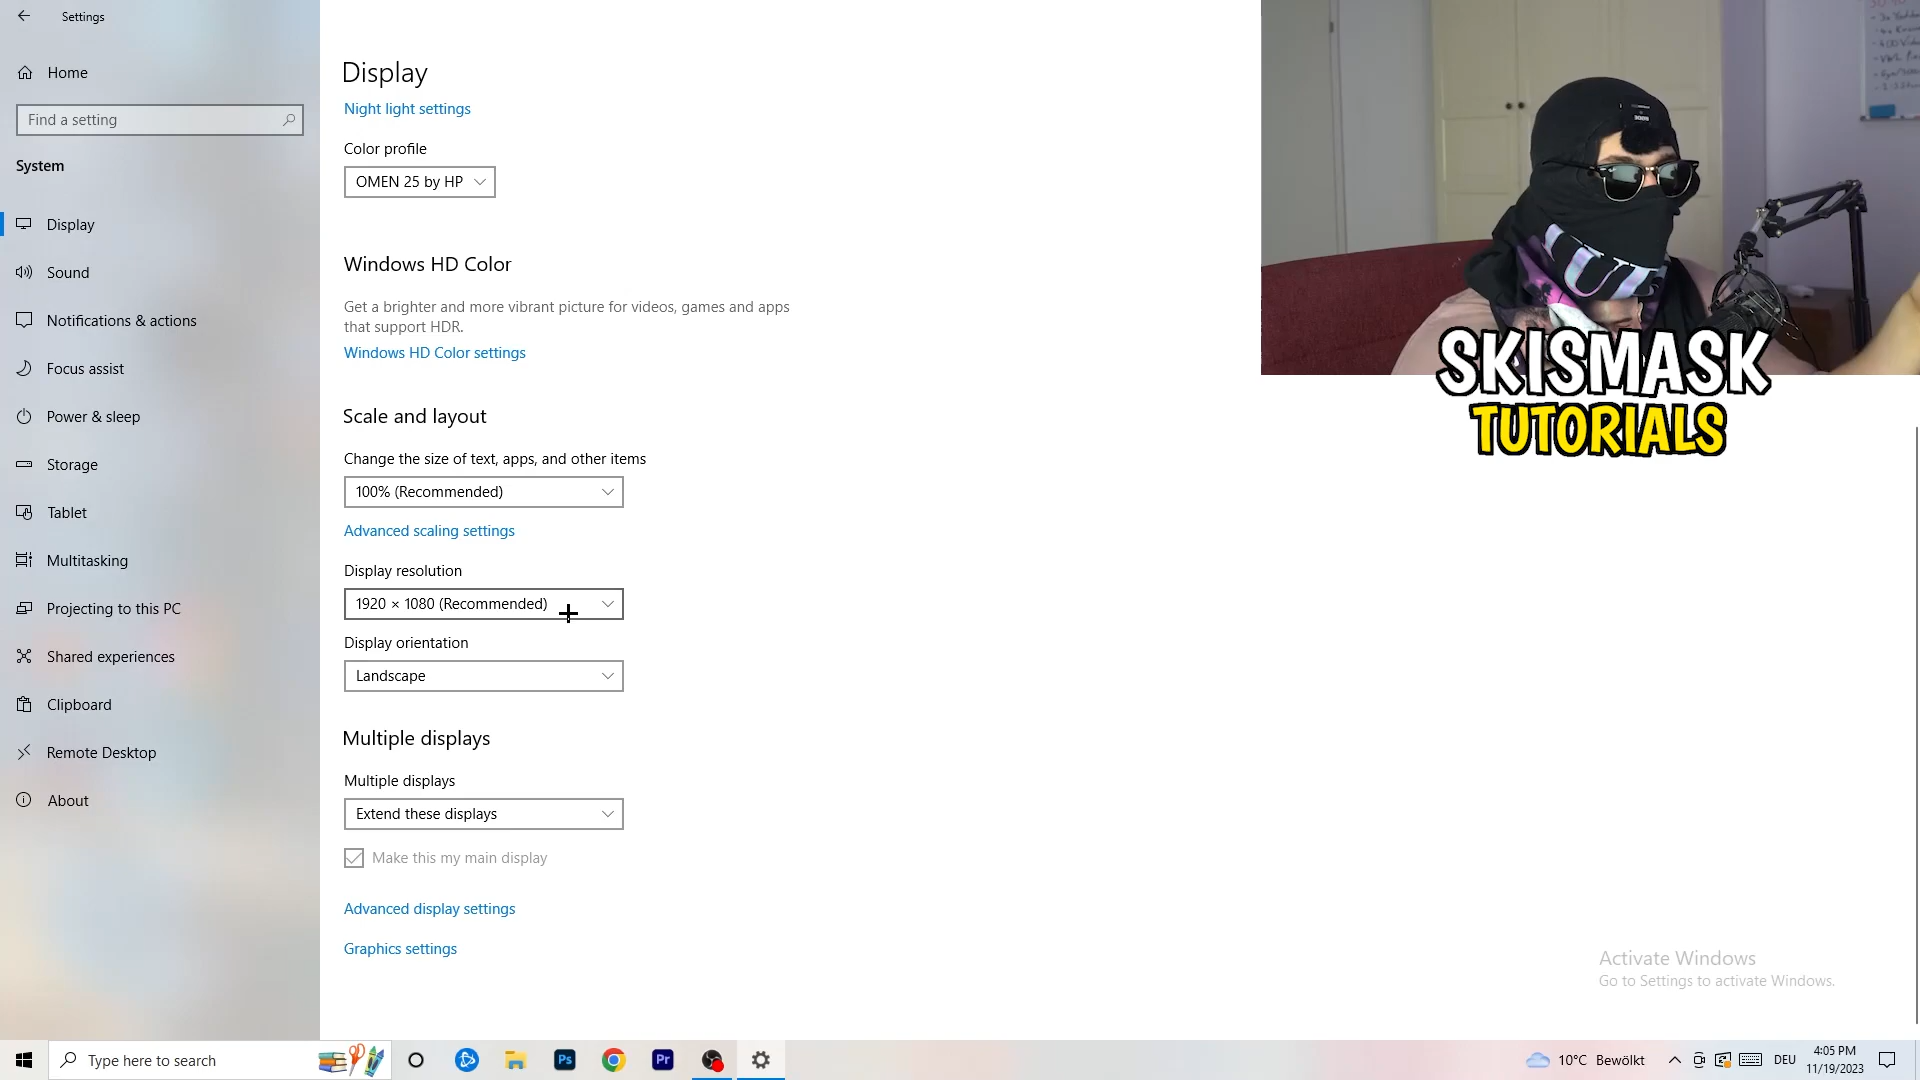 Settings
Home
Find a setting
System
Display
Sound
Notifications & actions
Focus assist
Power & sleep
Storage
Tablet
Multitasking
Projecting to this PC
Shared experiences
Clipboard
Remote Desktop
About
Display
Night light settings
Color profile
OMEN 25 by HP
Windows HD Color
Get a brighter and more vibrant picture for videos, games and apps
that support HDR.
Windows HD Color settings
Scale and layout
Change the size of text, apps, and other items
100% (Recommended)
Advanced scaling settings
Display resolution
1920 × 1080 (Recommended)
Display orientation
Landscape
Multiple displays
Multiple displays
Extend these displays
Make this my main display
Advanced display settings
Graphics settings
SKISMASK
TUTORIALS
Activate Windows
Go to Settings to activate Windows.
Type here to search
Ps
Pr
10°C Bewölkt
DEU
4:05 PM
11/19/2023